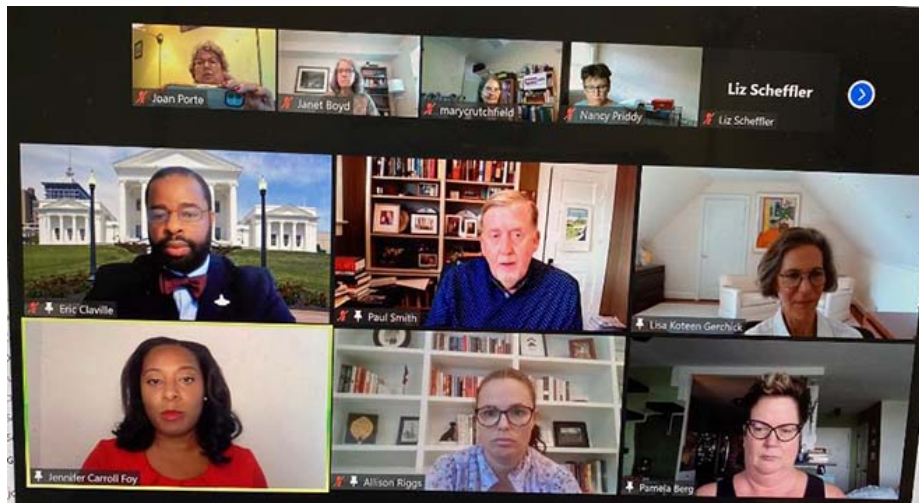 Joan Porte
Janet Boyd
marycrutchfield
Nancy Priddy
Liz Scheffler
Liz Scheffler
Eric Claville
Paul Smith
Lisa Koteen Gerchick
Jennifer Carroll Foy
Allison Riggs
Pamela Berg